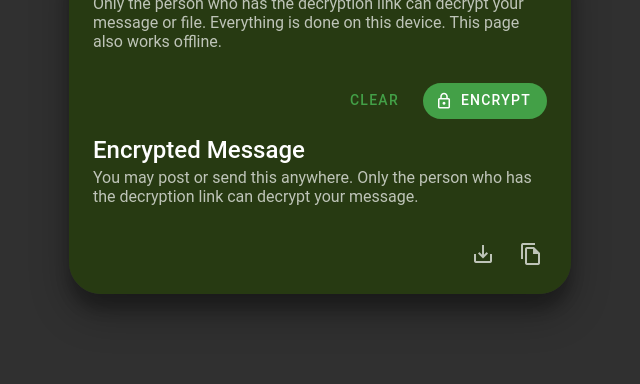 Only the person who has the decryption link can decrypt your
message or file. Everything is done on this device. This page
also works offline.
CLEAR
ENCRYPT
Encrypted Message
You may post or send this anywhere. Only the person who has
the decryption link can decrypt your message.